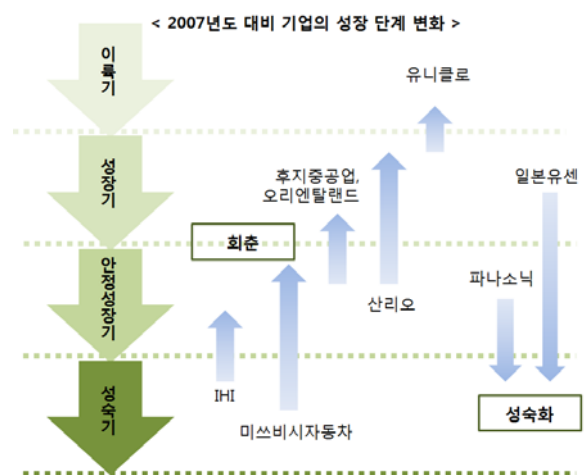 < 2007년도 대비 기업의 성장 단계 변화 >
이륙기
성장기
안정성장기
성숙기
유니클로
후지중공업,
오리엔탈랜드
일본유센
회춘
파나소닉
산리오
IHI
미쓰비시자동차
성숙화